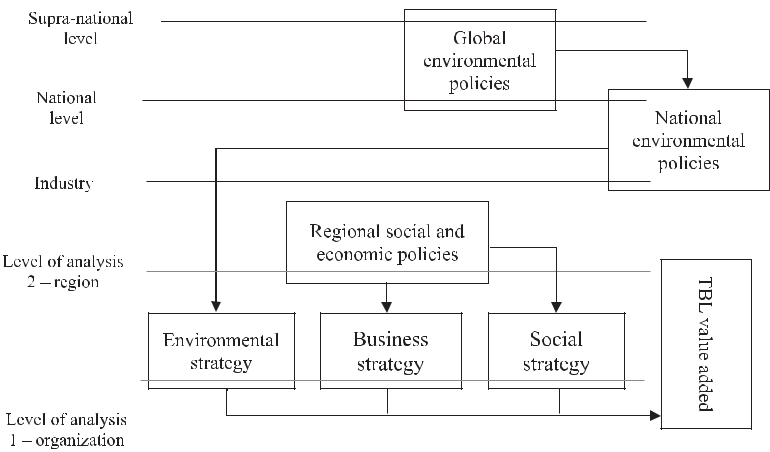 Supra-national
level
Global
environmental
policies
National
level
National
environmental
policies
Industry
Regional social and
economic policies
Level of analysis
2 – region
TBL value added
Environmental
strategy
Business
strategy
Social
strategy
Level of analysis
1 – organization